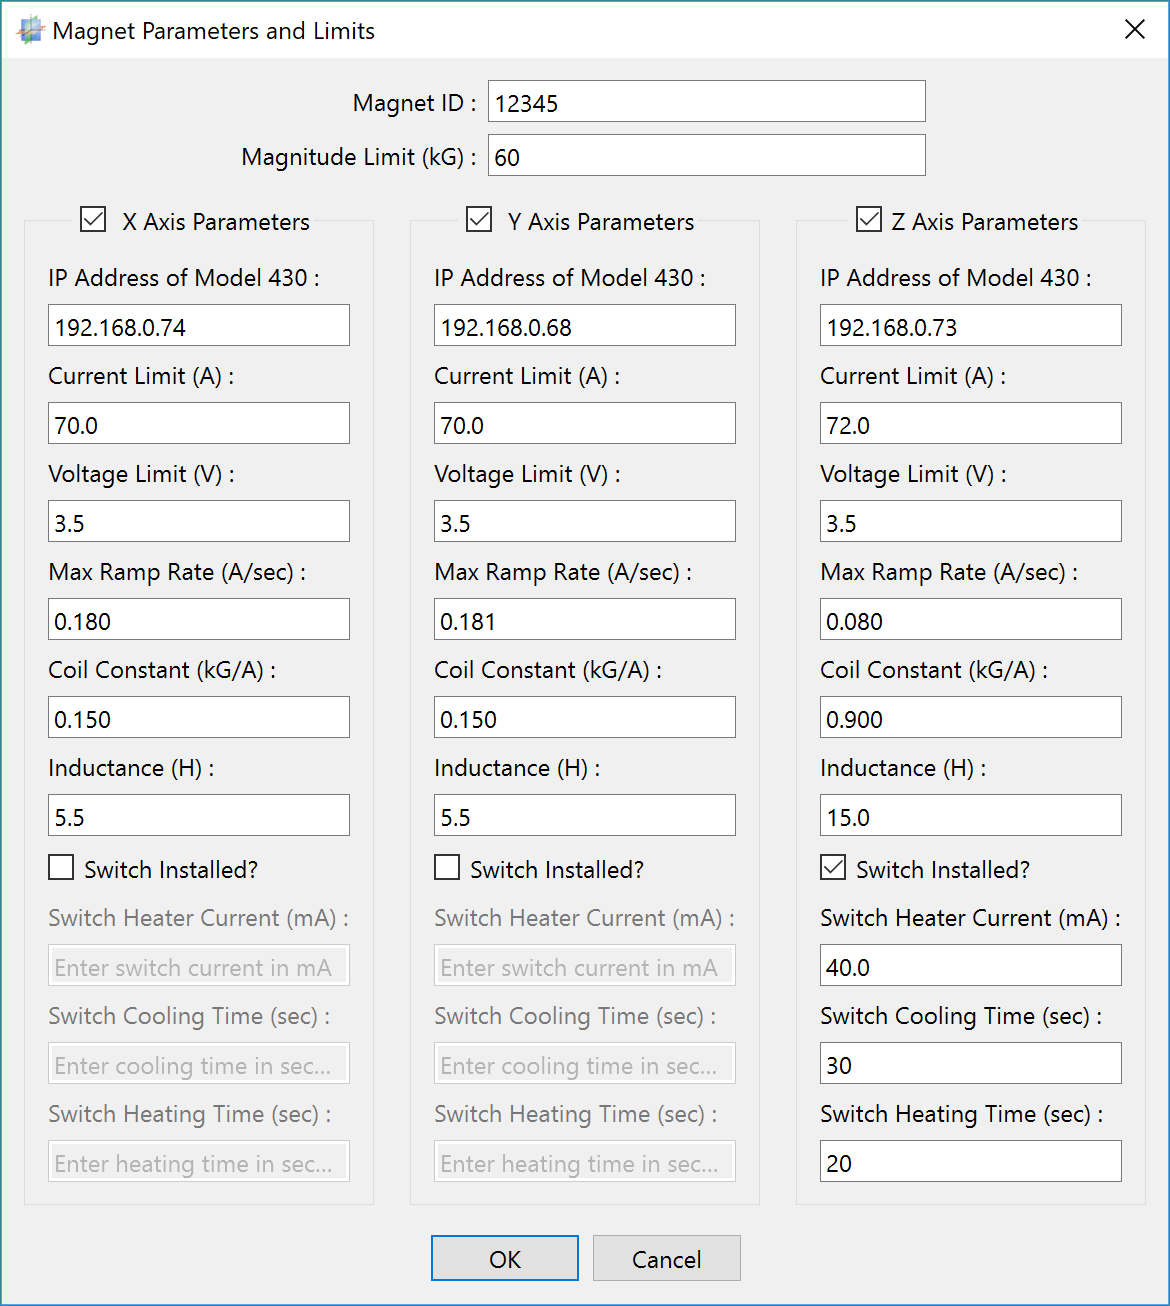 Magnet Parameters and Limits
Magnet ID : 12345
Magnitude Limit (kG) : 60
X Axis Parameters
IP Address of Model 430 :
192.168.0.74
Current Limit (A) :
70.0
Voltage Limit (V) :
3.5
Max Ramp Rate (A/sec) :
0.180
Coil Constant (kG/A) :
0.150
Inductance (H) :
5.5
Switch Installed?
Switch Heater Current (mA) :
Enter switch current in mA
Switch Cooling Time (sec) :
Enter cooling time in sec...
Switch Heating Time (sec) :
Enter heating time in sec...
Y Axis Parameters
IP Address of Model 430 :
192.168.0.68
Current Limit (A) :
70.0
Voltage Limit (V) :
3.5
Max Ramp Rate (A/sec) :
0.181
Coil Constant (kG/A) :
0.150
Inductance (H) :
5.5
Switch Installed?
Switch Heater Current (mA) :
Enter switch current in mA
Switch Cooling Time (sec) :
Enter cooling time in sec...
Switch Heating Time (sec) :
Enter heating time in sec...
Z Axis Parameters
IP Address of Model 430 :
192.168.0.73
Current Limit (A) :
72.0
Voltage Limit (V) :
3.5
Max Ramp Rate (A/sec) :
0.080
Coil Constant (kG/A) :
0.900
Inductance (H) :
15.0
Switch Installed?
Switch Heater Current (mA) :
40.0
Switch Cooling Time (sec) :
30
Switch Heating Time (sec) :
20
OK
Cancel